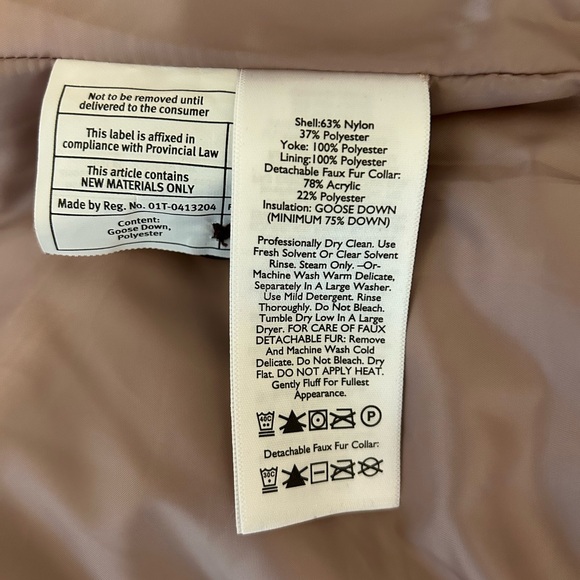 Not to be removed until
delivered to the consumer
This label is affixed in
compliance with Provincial Law
This article contains
NEW MATERIALS ONLY
Made by Reg. No. 01T-0413204
Content:
Goose Down,
Polyester
Shell:63% Nylon
37% Polyester
Yoke: 100% Polyester
Lining:100% Polyester
Detachable Faux Fur Collar:
78% Acrylic
22% Polyester
Insulation: GOOSE DOWN
(MINIMUM 75% DOWN)
Professionally Dry Clean. Use
Fresh Solvent Or Clear Solvent
Rinse. Steam Only. –Or–
Machine Wash Warm Delicate,
Separately In A Large Washer.
Use Mild Detergent. Rinse
Thoroughly. Do Not Bleach.
Tumble Dry Low In A Large
Dryer. FOR CARE OF FAUX
DETACHABLE FUR: Remove
And Machine Wash Cold
Delicate. Do Not Bleach. Dry
Flat. DO NOT APPLY HEAT.
Gently Fluff For Fullest
Appearance.
40C P
Detachable Faux Fur Collar:
30C